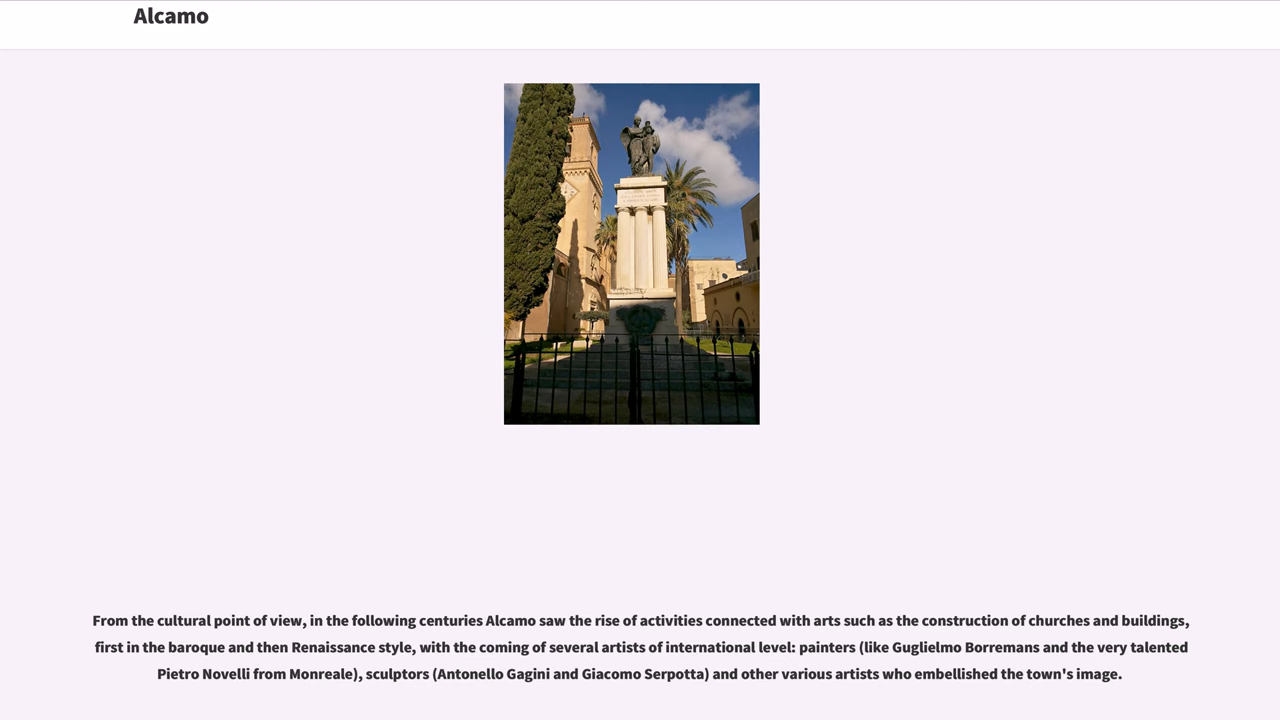 Alcamo
From the cultural point of view, in the following centuries Alcamo saw the rise of activities connected with arts such as the construction of churches and buildings,
first in the baroque and then Renaissance style, with the coming of several artists of international level: painters (like Guglielmo Borremans and the very talented
Pietro Novelli from Monreale), sculptors (Antonello Gagini and Giacomo Serpotta) and other various artists who embellished the town's image.